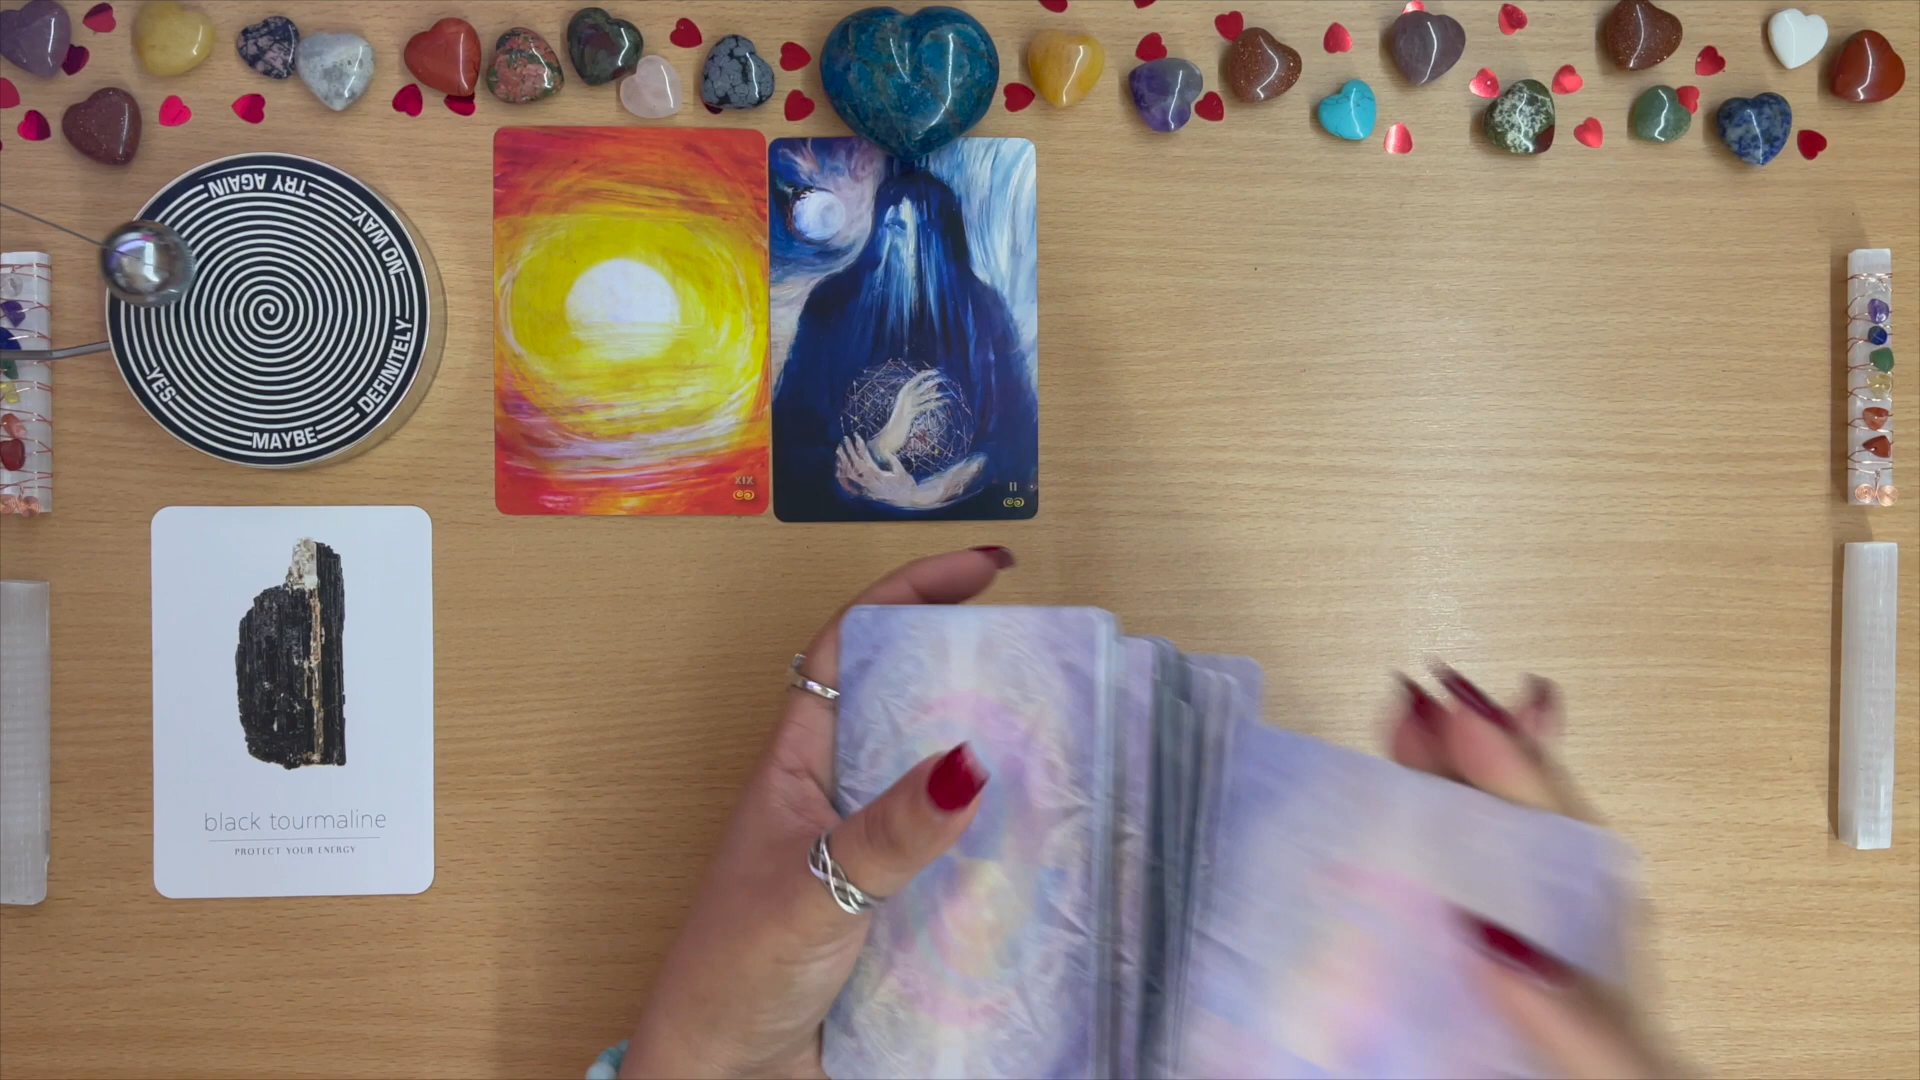 TRY AGAIN
NO WAY
DEFINITELY
MAYBE
YES
XIX
II
black tourmaline
PROTECT YOUR ENERGY